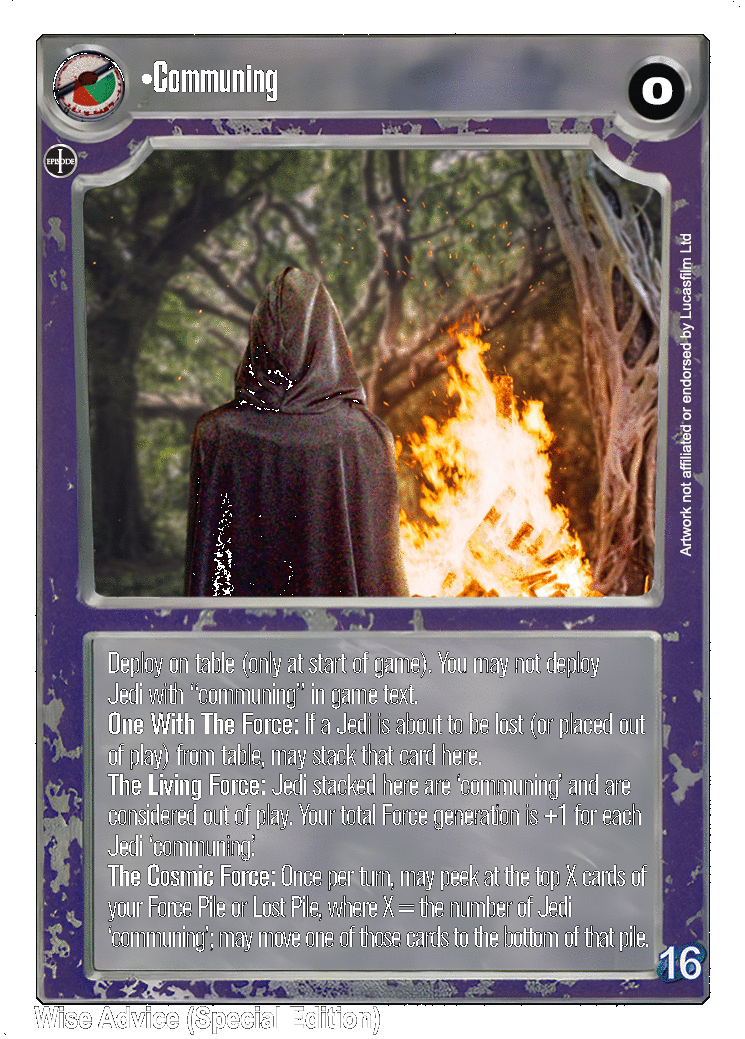 •Communing
0
EPISODE I
Artwork not affiliated or endorsed by Lucasfilm Ltd
Deploy on table (only at start of game). You may not deploy
Jedi with “communing” in game text.
One With The Force: If a Jedi is about to be lost (or placed out
of play) from table, may stack that card here.
The Living Force: Jedi stacked here are ‘communing’ and are
considered out of play. Your total Force generation is +1 for each
Jedi ‘communing’.
The Cosmic Force: Once per turn, may peek at the top X cards of
your Force Pile or Lost Pile, where X = the number of Jedi
‘communing’; may move one of those cards to the bottom of that pile.
16
Wise Advice (Special Edition)